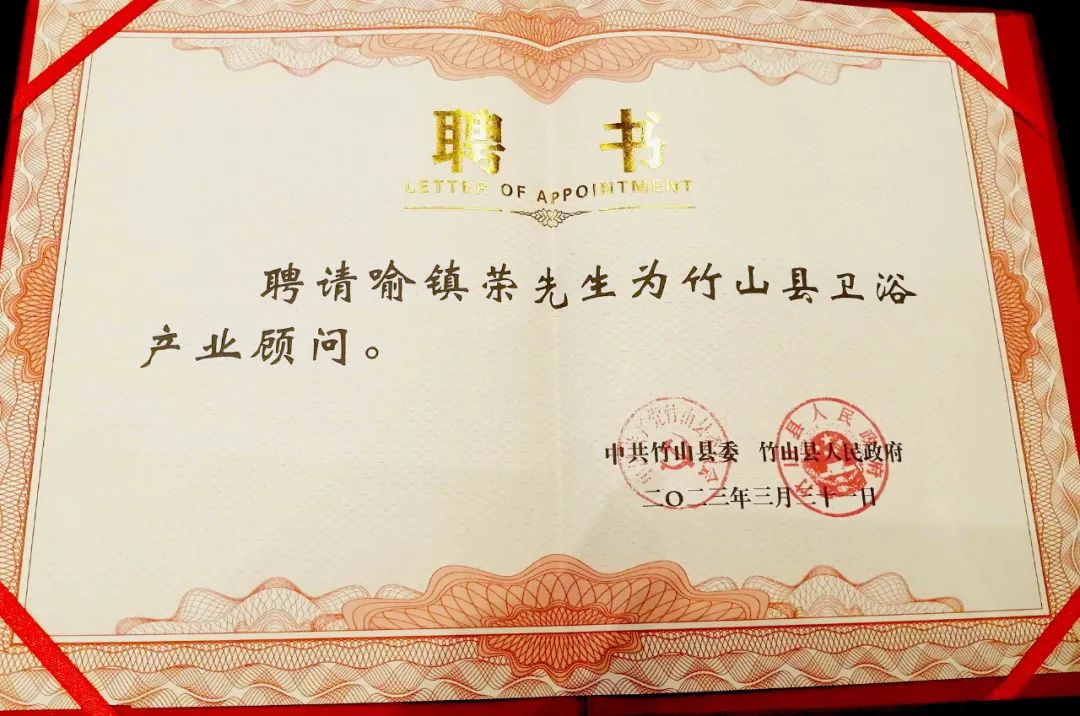 聘 书
LETTER OF APPOINTMENT
聘请喻镇荣先生为竹山县卫浴
产业顾问。
中共竹山县委 竹山县人民政府
二〇二三年三月三十一日